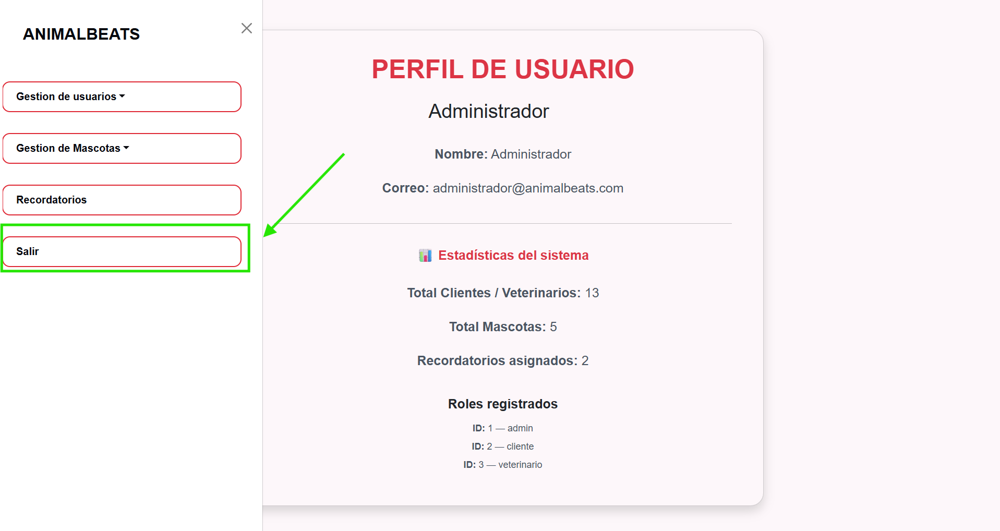 ANIMALBEATS
Gestion de usuarios
Gestion de Mascotas
Recordatorios
Salir
PERFIL DE USUARIO
Administrador
Nombre: Administrador
Correo: administrador@animalbeats.com
Estadísticas del sistema
Total Clientes / Veterinarios: 13
Total Mascotas: 5
Recordatorios asignados: 2
Roles registrados
ID: 1 — admin
ID: 2 — cliente
ID: 3 — veterinario